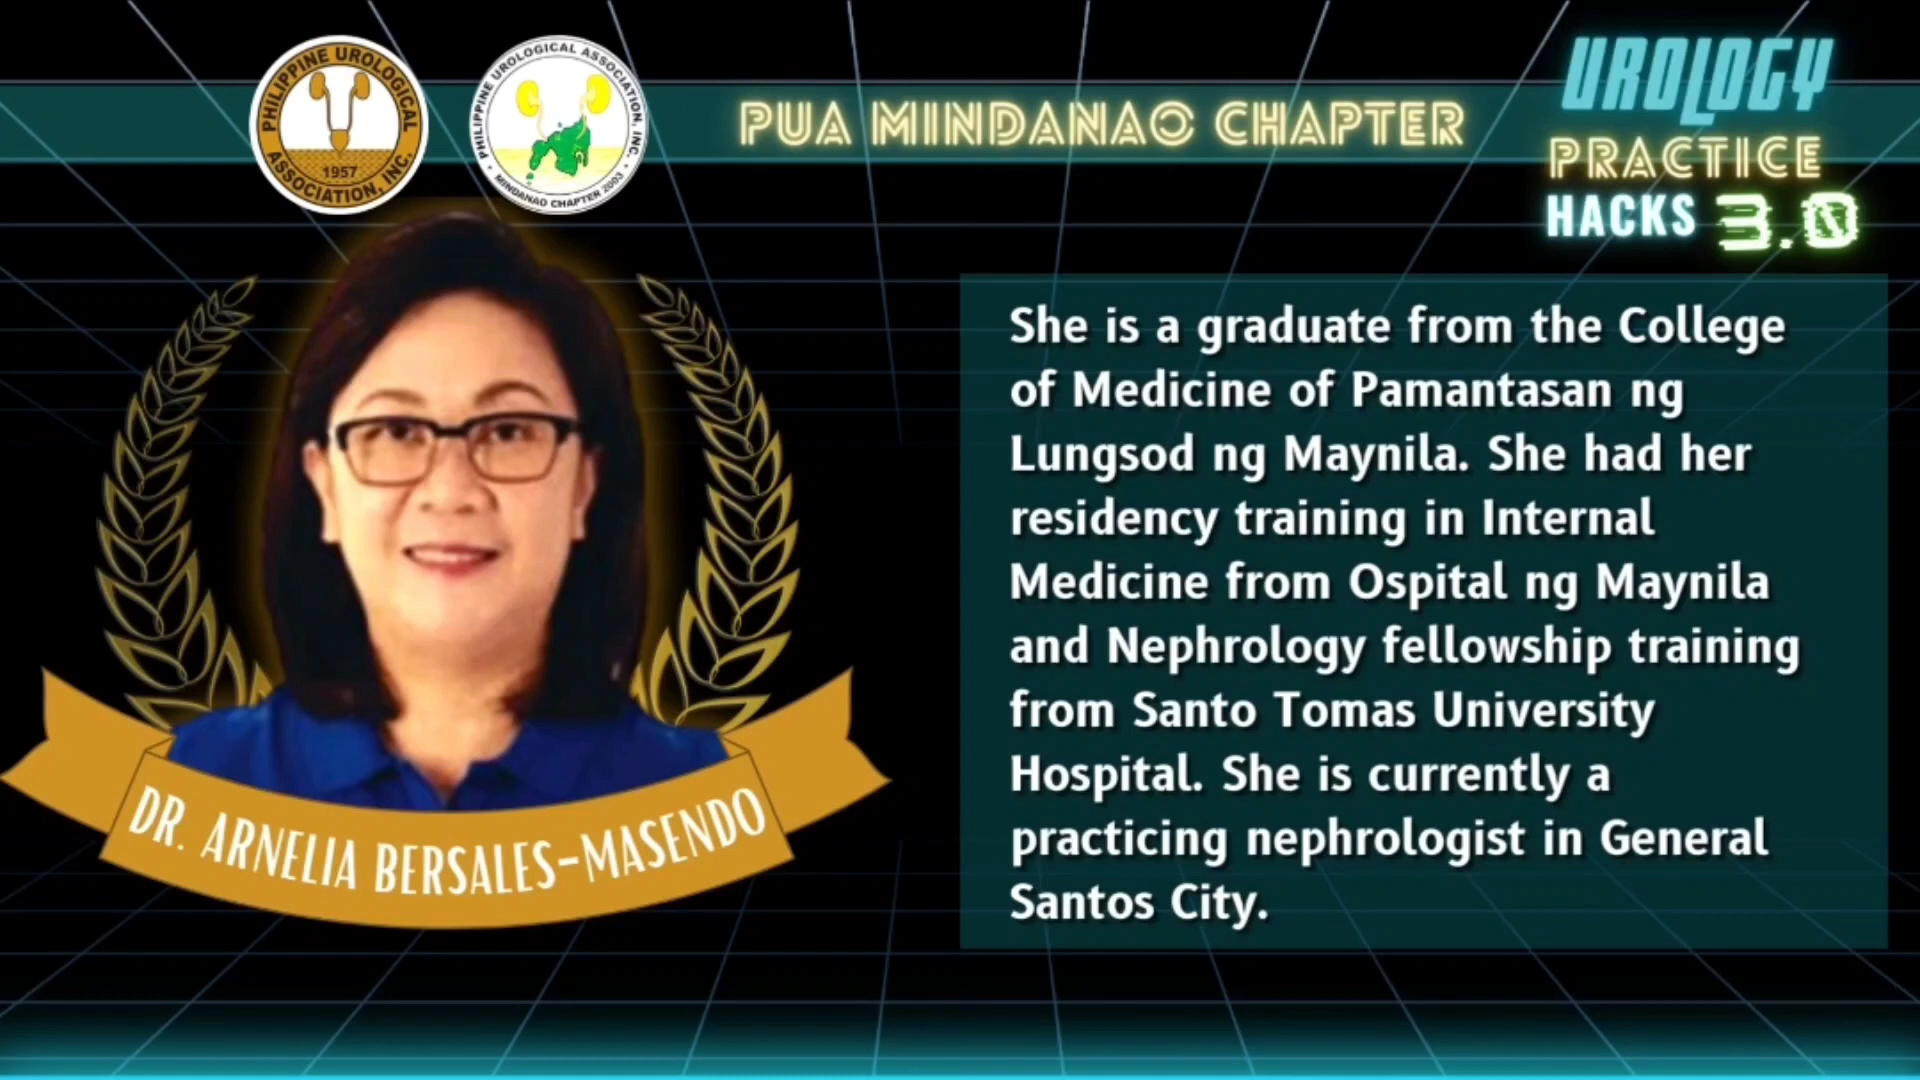 PHILIPPINE UROLOGICAL
ASSOCIATION, INC.
1957
PHILIPPINE UROLOGICAL ASSOCIATION, INC.
MINDANAO CHAPTER 2003
PUA MINDANAO CHAPTER
UROLOGY
PRACTICE
HACKS 3.0
She is a graduate from the College
of Medicine of Pamantasan ng
Lungsod ng Maynila. She had her
residency training in Internal
Medicine from Ospital ng Maynila
and Nephrology fellowship training
from Santo Tomas University
Hospital. She is currently a
practicing nephrologist in General
Santos City.
DR. ARNELIA BERSALES-MASENDO